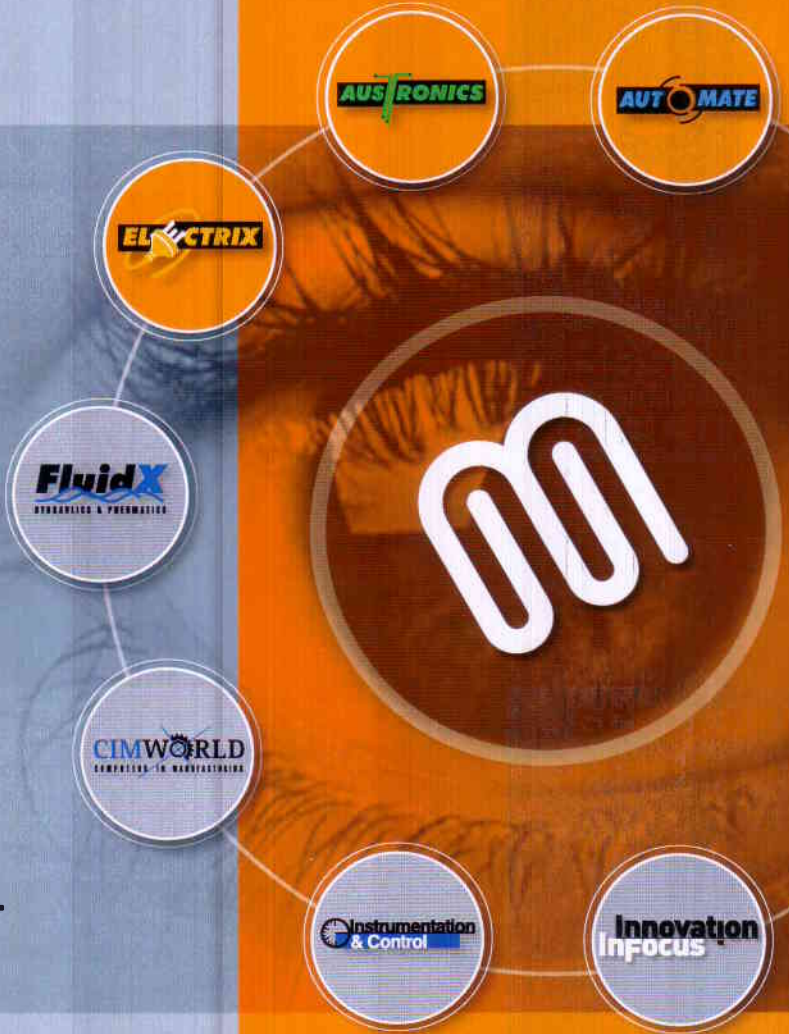 AUSTRONICS
AUTOMATE
ELECTRIX
FluidX
HYDRAULICS & PNEUMATICS
CIMWORLD
COMPUTERS IN MANUFACTURING
Instrumentation
& Control
Innovation
InFocus